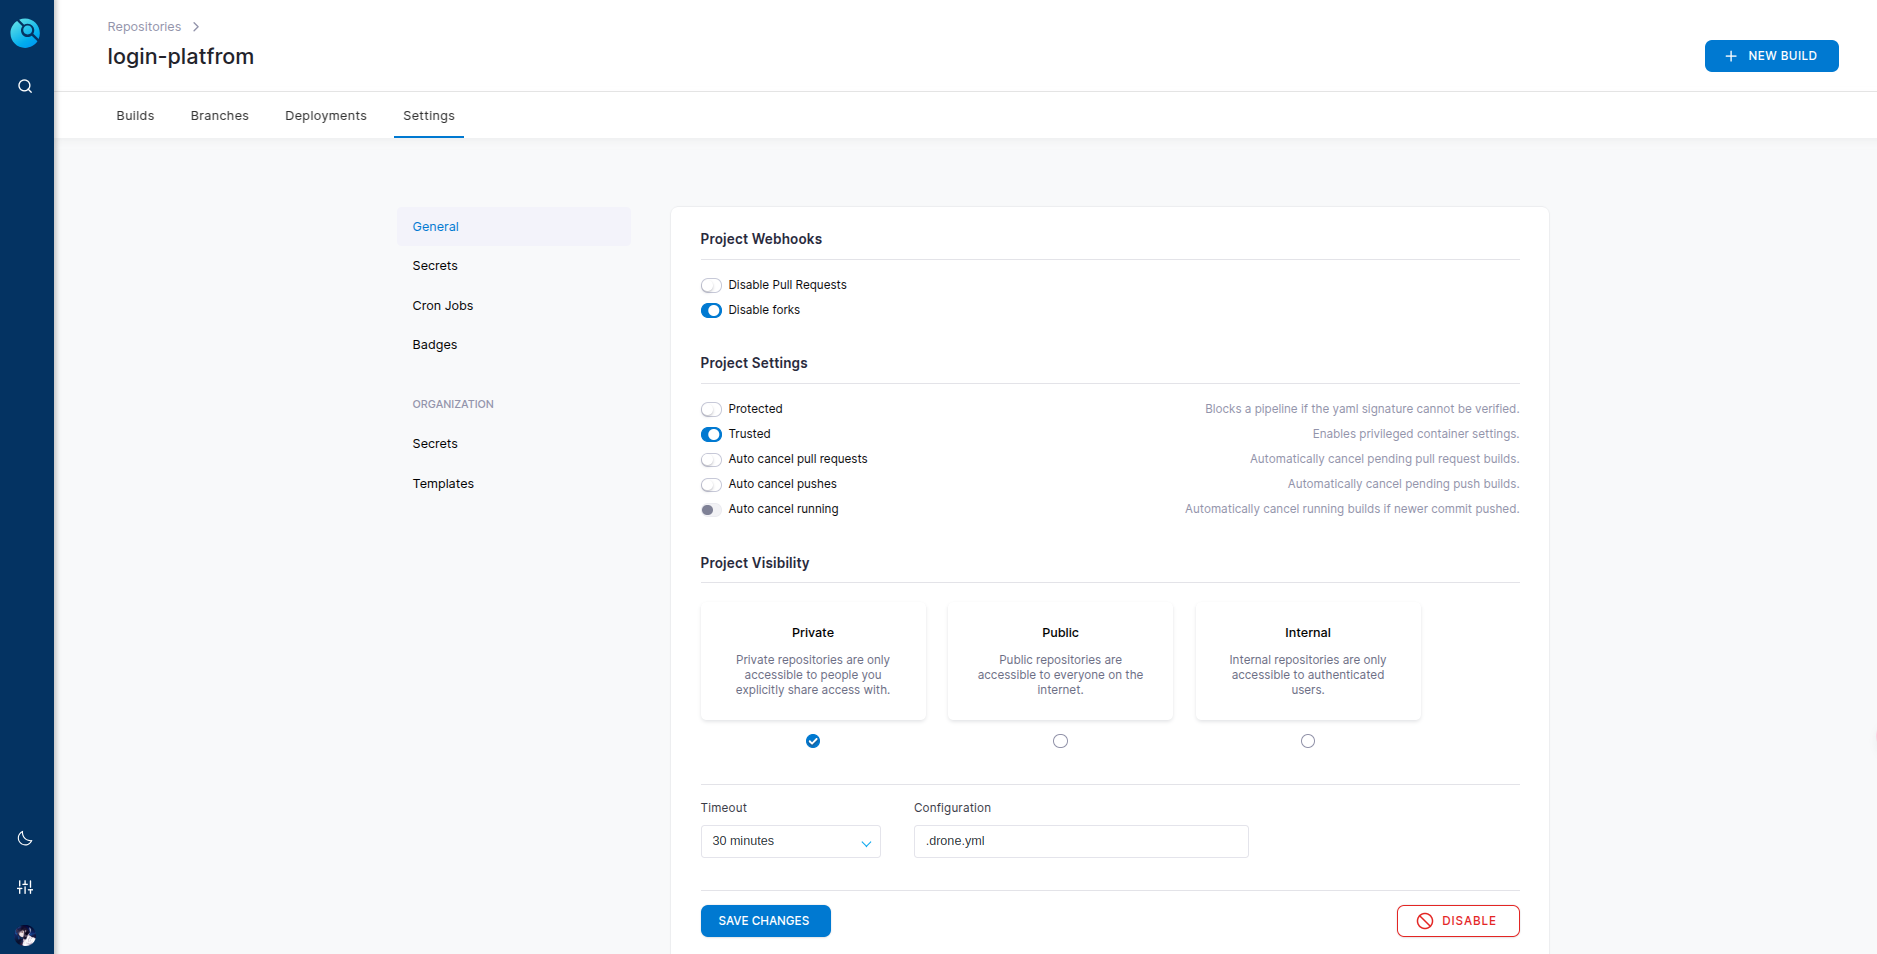 Repositories
login-platfrom
NEW BUILD
Builds
Branches
Deployments
Settings
General
Secrets
Cron Jobs
Badges
ORGANIZATION
Secrets
Templates
Project Webhooks
Disable Pull Requests
Disable forks
Project Settings
Protected
Blocks a pipeline if the yaml signature cannot be verified.
Trusted
Enables privileged container settings.
Auto cancel pull requests
Automatically cancel pending pull request builds.
Auto cancel pushes
Automatically cancel pending push builds.
Auto cancel running
Automatically cancel running builds if newer commit pushed.
Project Visibility
Private
Private repositories are only
accessible to people you
explicitly share access with.
Public
Public repositories are
accessible to everyone on the
internet.
Internal
Internal repositories are only
accessible to authenticated
users.
Timeout
30 minutes
Configuration
.drone.yml
SAVE CHANGES
DISABLE